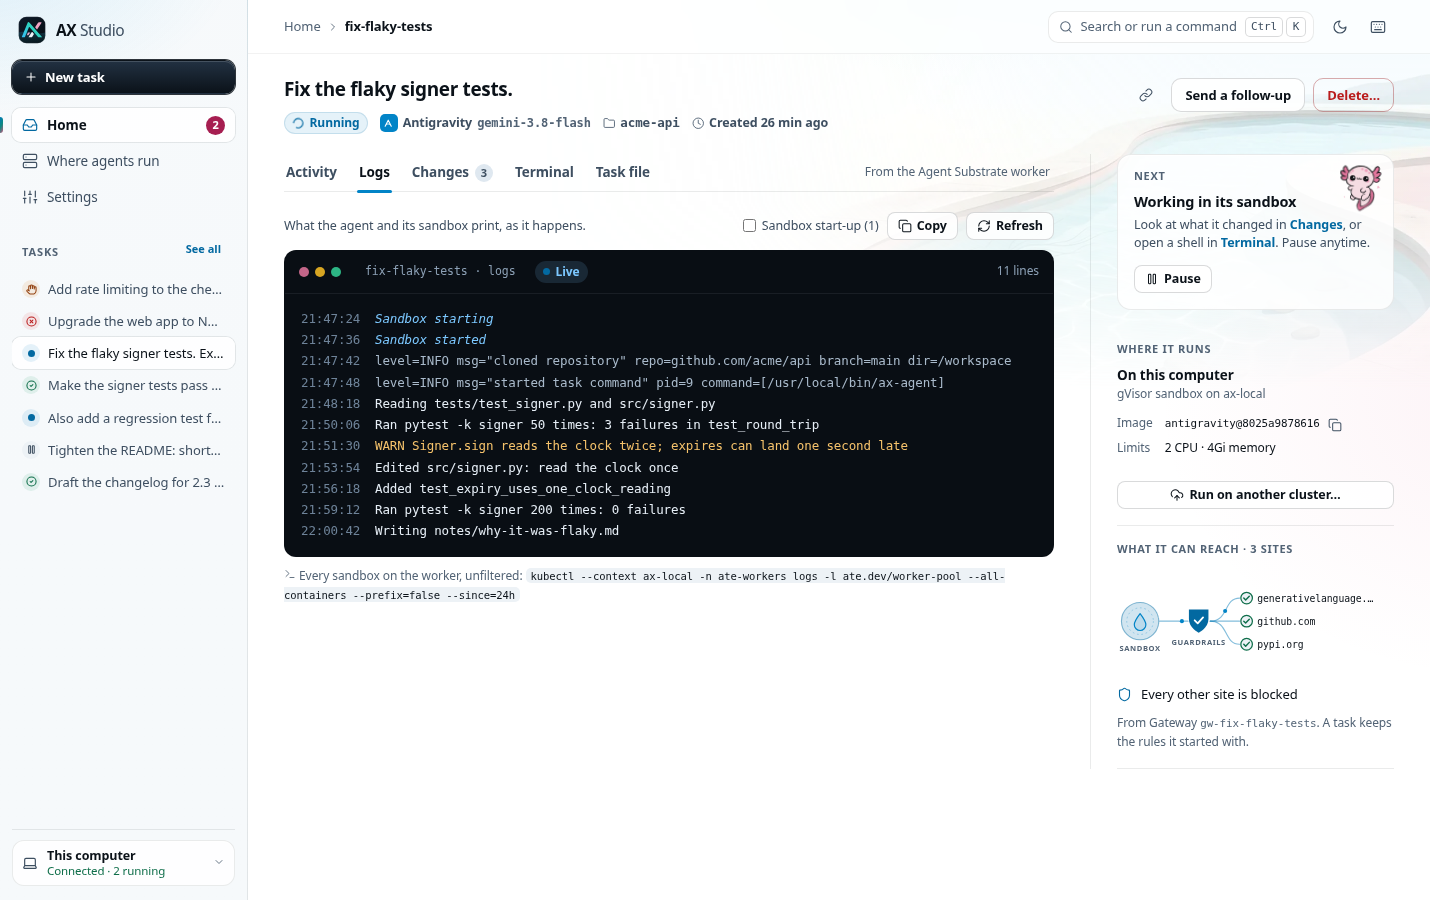 AX Studio
New task
Home
2
Where agents run
Settings
TASKS
See all
Add rate limiting to the che...
Upgrade the web app to N...
Fix the flaky signer tests. Ex...
Make the signer tests pass ...
Also add a regression test f...
Tighten the README: short...
Draft the changelog for 2.3 ...
This computer
Connected · 2 running
Home > fix-flaky-tests
Search or run a command Ctrl K
Fix the flaky signer tests.
Send a follow-up
Delete...
Running
Antigravity gemini-3.8-flash
acme-api
Created 26 min ago
Activity
Logs
Changes 3
Terminal
Task file
From the Agent Substrate worker
What the agent and its sandbox print, as it happens.
Sandbox start-up (1)
Copy
Refresh
fix-flaky-tests · logs
Live
11 lines
21:47:24 Sandbox starting
21:47:36 Sandbox started
21:47:42 level=INFO msg="cloned repository" repo=github.com/acme/api branch=main dir=/workspace
21:47:48 level=INFO msg="started task command" pid=9 command=[/usr/local/bin/ax-agent]
21:48:18 Reading tests/test_signer.py and src/signer.py
21:50:06 Ran pytest -k signer 50 times: 3 failures in test_round_trip
21:51:30 WARN Signer.sign reads the clock twice; expires can land one second late
21:53:54 Edited src/signer.py: read the clock once
21:56:18 Added test_expiry_uses_one_clock_reading
21:59:12 Ran pytest -k signer 200 times: 0 failures
22:00:42 Writing notes/why-it-was-flaky.md
Every sandbox on the worker, unfiltered: kubectl --context ax-local -n ate-workers logs -l ate.dev/worker-pool --all-
containers --prefix=false --since=24h
NEXT
Working in its sandbox
Look at what it changed in Changes, or
open a shell in Terminal. Pause anytime.
Pause
WHERE IT RUNS
On this computer
gVisor sandbox on ax-local
Image antigravity@8025a9878616
Limits 2 CPU · 4Gi memory
Run on another cluster...
WHAT IT CAN REACH · 3 SITES
SANDBOX
GUARDRAILS
generativelanguage.…
github.com
pypi.org
Every other site is blocked
From Gateway gw-fix-flaky-tests. A task keeps
the rules it started with.